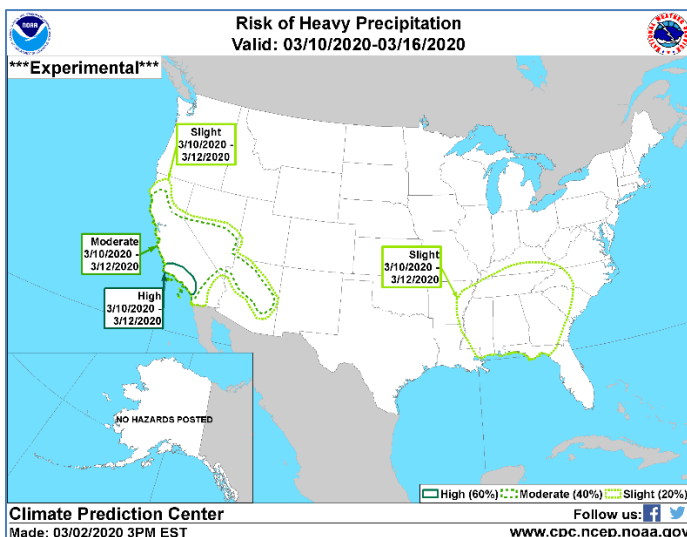 Risk of Heavy Precipitation
Valid: 03/10/2020-03/16/2020
NOAA
***Experimental***
Slight
3/10/2020 -
3/12/2020
Moderate
3/10/2020 -
3/12/2020
High
3/10/2020 -
3/12/2020
Slight
3/10/2020 -
3/12/2020
NO HAZARDS POSTED
High (60%) Moderate (40%) Slight (20%)
Climate Prediction Center
Follow us:
Made: 03/02/2020 3PM EST
www.cpc.ncep.noaa.gov